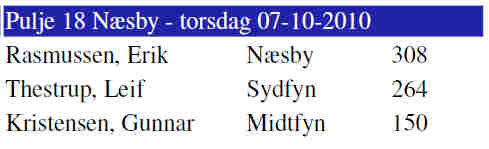 Pulje 18 Næsby - torsdag 07-10-2010
Rasmussen, Erik Næsby 308
Thestrup, Leif Sydfyn 264
Kristensen, Gunnar Midtfyn 150